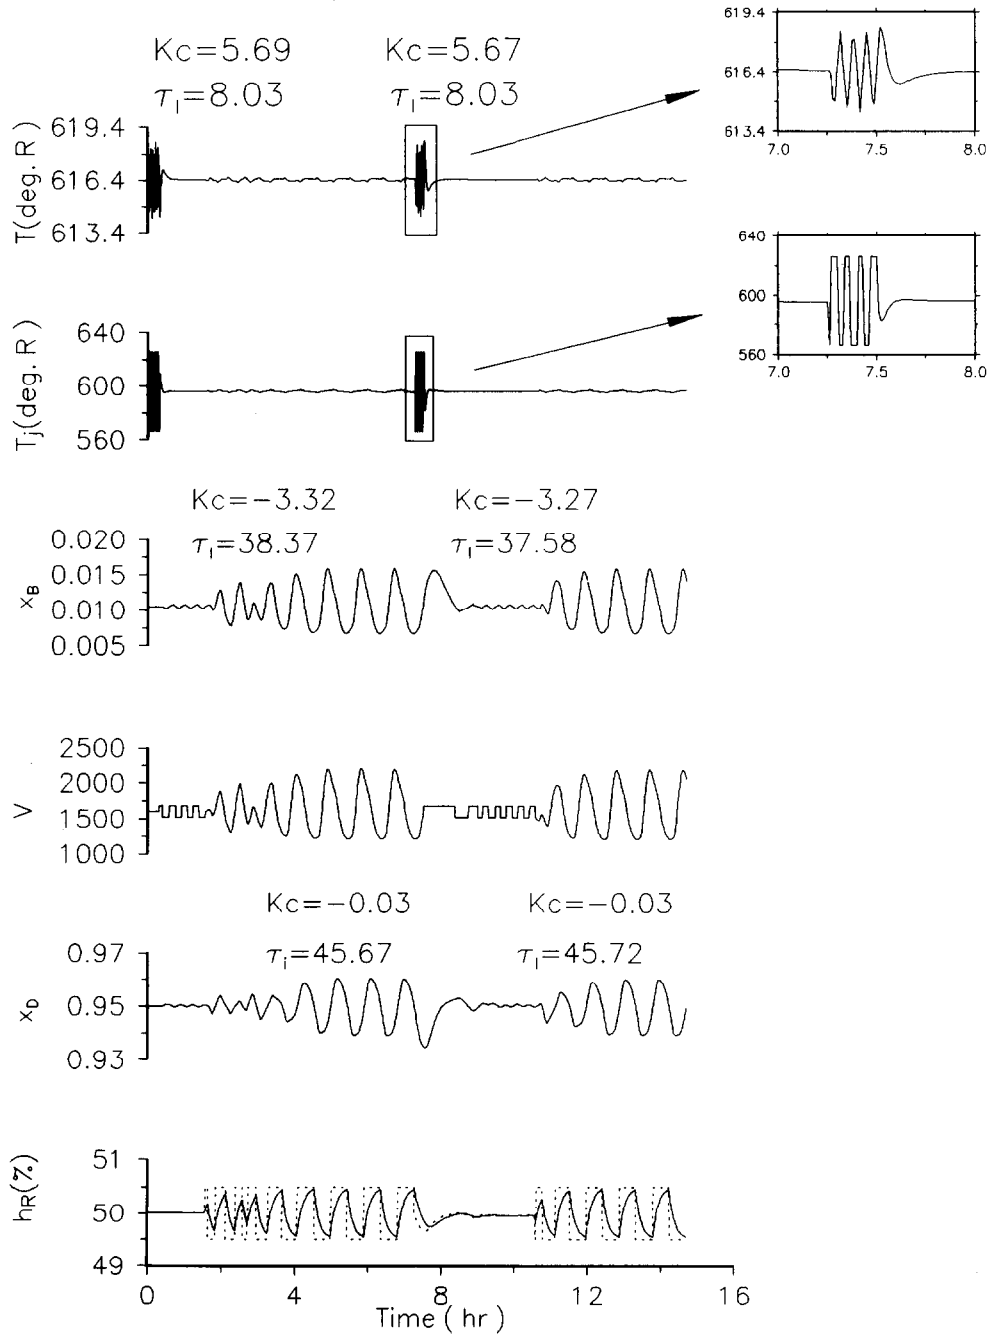 Kc=5.69
τI=8.03
Kc=5.67
τI=8.03
T(deg. R)
619.4
616.4
613.4
619.4
616.4
613.4
7.0
7.5
8.0
Tj(deg. R)
640
600
560
640
600
560
7.0
7.5
8.0
Kc=−3.32
τI=38.37
Kc=−3.27
τI=37.58
xB
0.020
0.015
0.010
0.005
V
2500
2000
1500
1000
Kc=−0.03
τi=45.67
Kc=−0.03
τI=45.72
xD
0.97
0.95
0.93
hR(%)
51
50
49
0
4
8
12
16
Time ( hr )